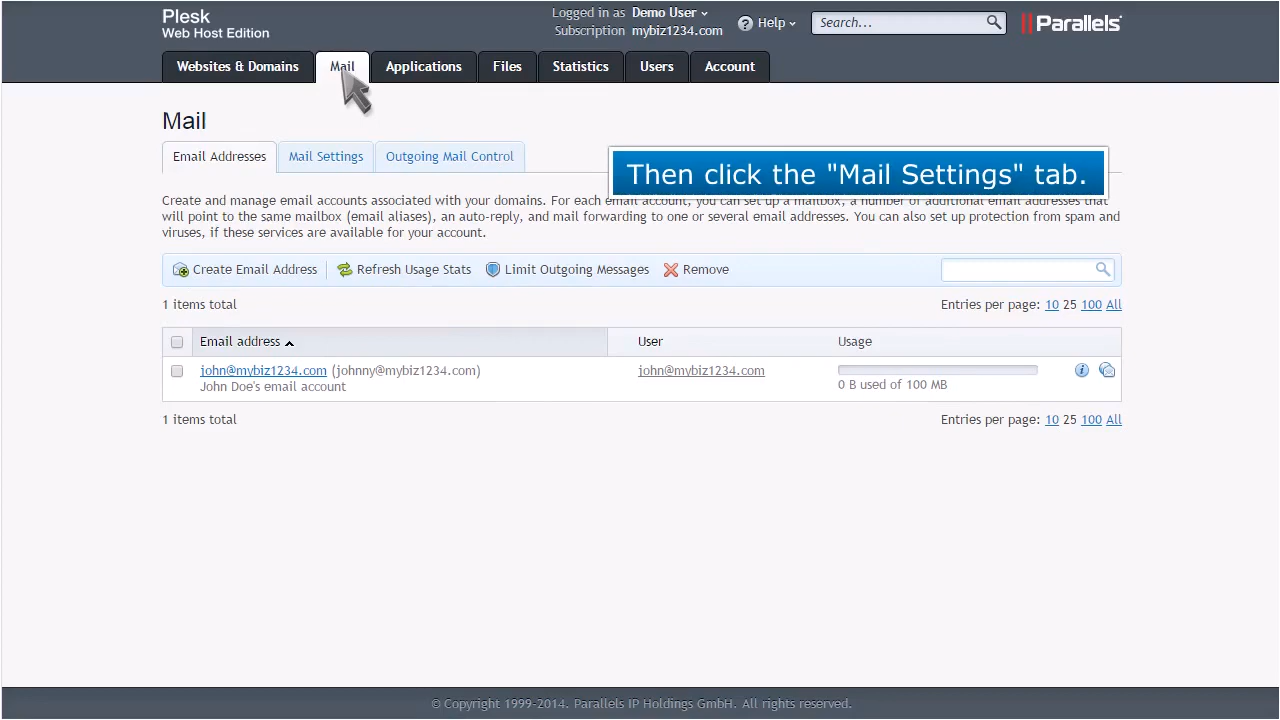 Plesk
Web Host Edition
Logged in as Demo User
Subscription mybiz1234.com
? Help
Search...
Parallels
Websites & Domains
Mail
Applications
Files
Statistics
Users
Account
Mail
Email Addresses
Mail Settings
Outgoing Mail Control
Then click the "Mail Settings" tab.
Create and manage email accounts associated with your domains. For each email account, you can set up a mailbox, a number of additional email addresses that
will point to the same mailbox (email aliases), an auto-reply, and mail forwarding to one or several email addresses. You can also set up protection from spam and
viruses, if these services are available for your account.
Create Email Address
Refresh Usage Stats
Limit Outgoing Messages
Remove
1 items total
Entries per page: 10 25 100 All
Email address
User
Usage
john@mybiz1234.com (johnny@mybiz1234.com)
John Doe's email account
john@mybiz1234.com
0 B used of 100 MB
1 items total
Entries per page: 10 25 100 All
© Copyright 1999-2014. Parallels IP Holdings GmbH. All rights reserved.